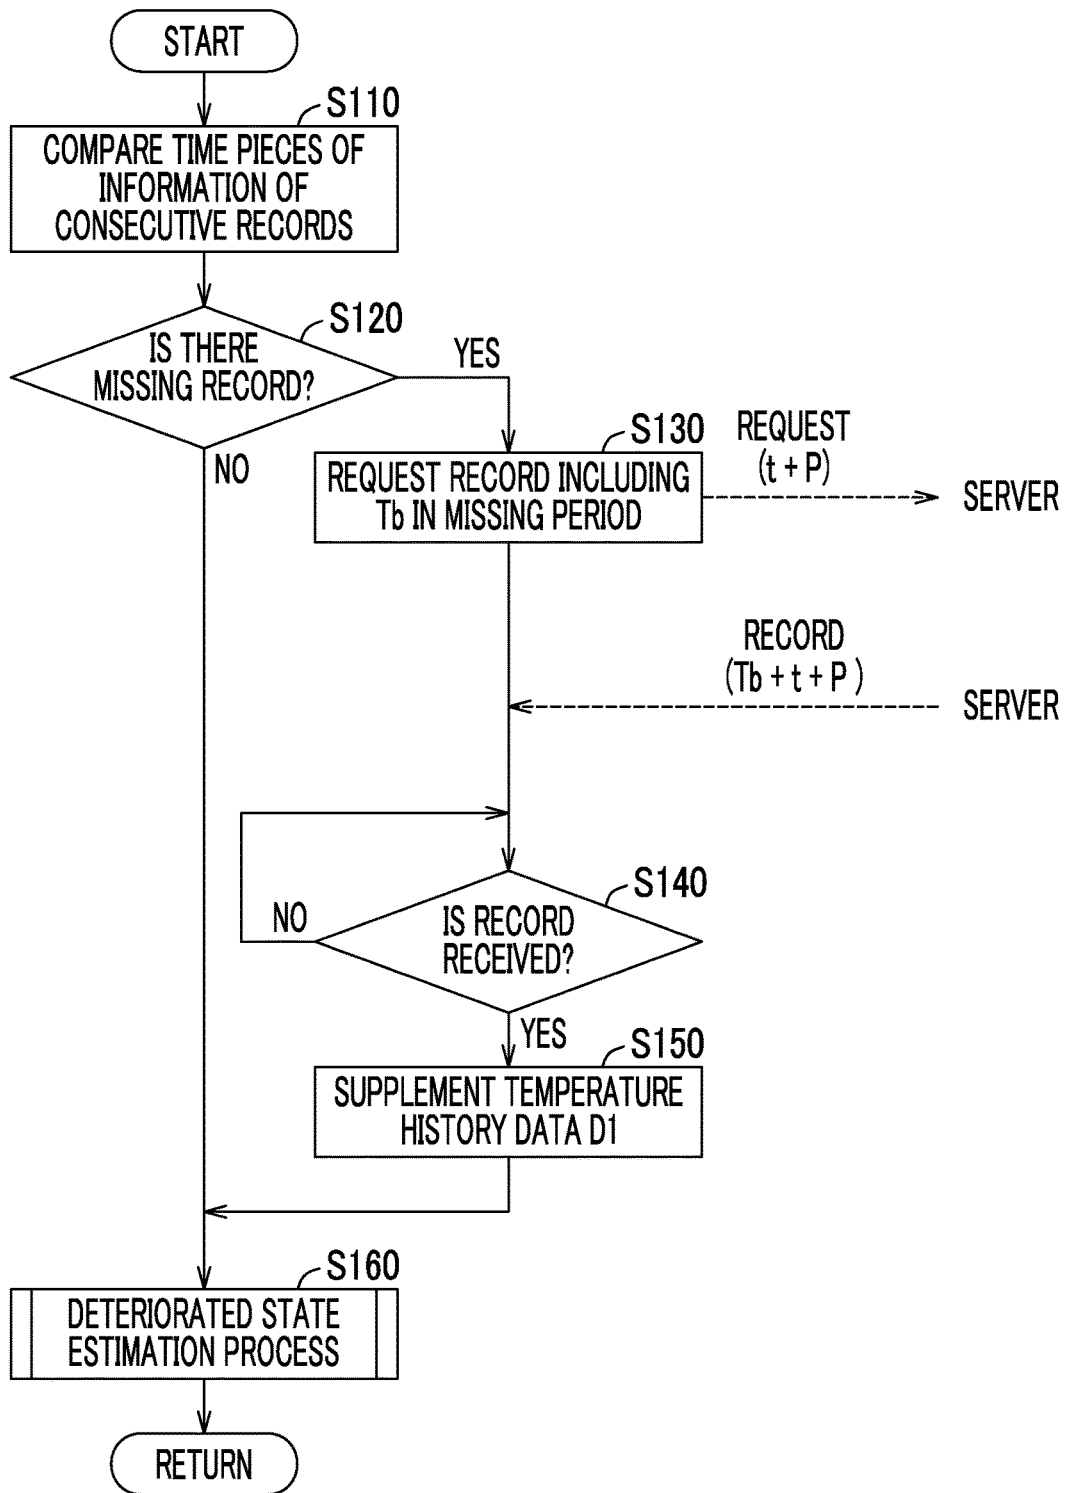 START
S110
COMPARE TIME PIECES OF
INFORMATION OF
CONSECUTIVE RECORDS
S120
IS THERE
MISSING RECORD?
YES
NO
S130
REQUEST RECORD INCLUDING
Tb IN MISSING PERIOD
REQUEST
(t + P)
SERVER
RECORD
(Tb + t + P )
SERVER
S140
IS RECORD
RECEIVED?
NO
YES
S150
SUPPLEMENT TEMPERATURE
HISTORY DATA D1
S160
DETERIORATED STATE
ESTIMATION PROCESS
RETURN